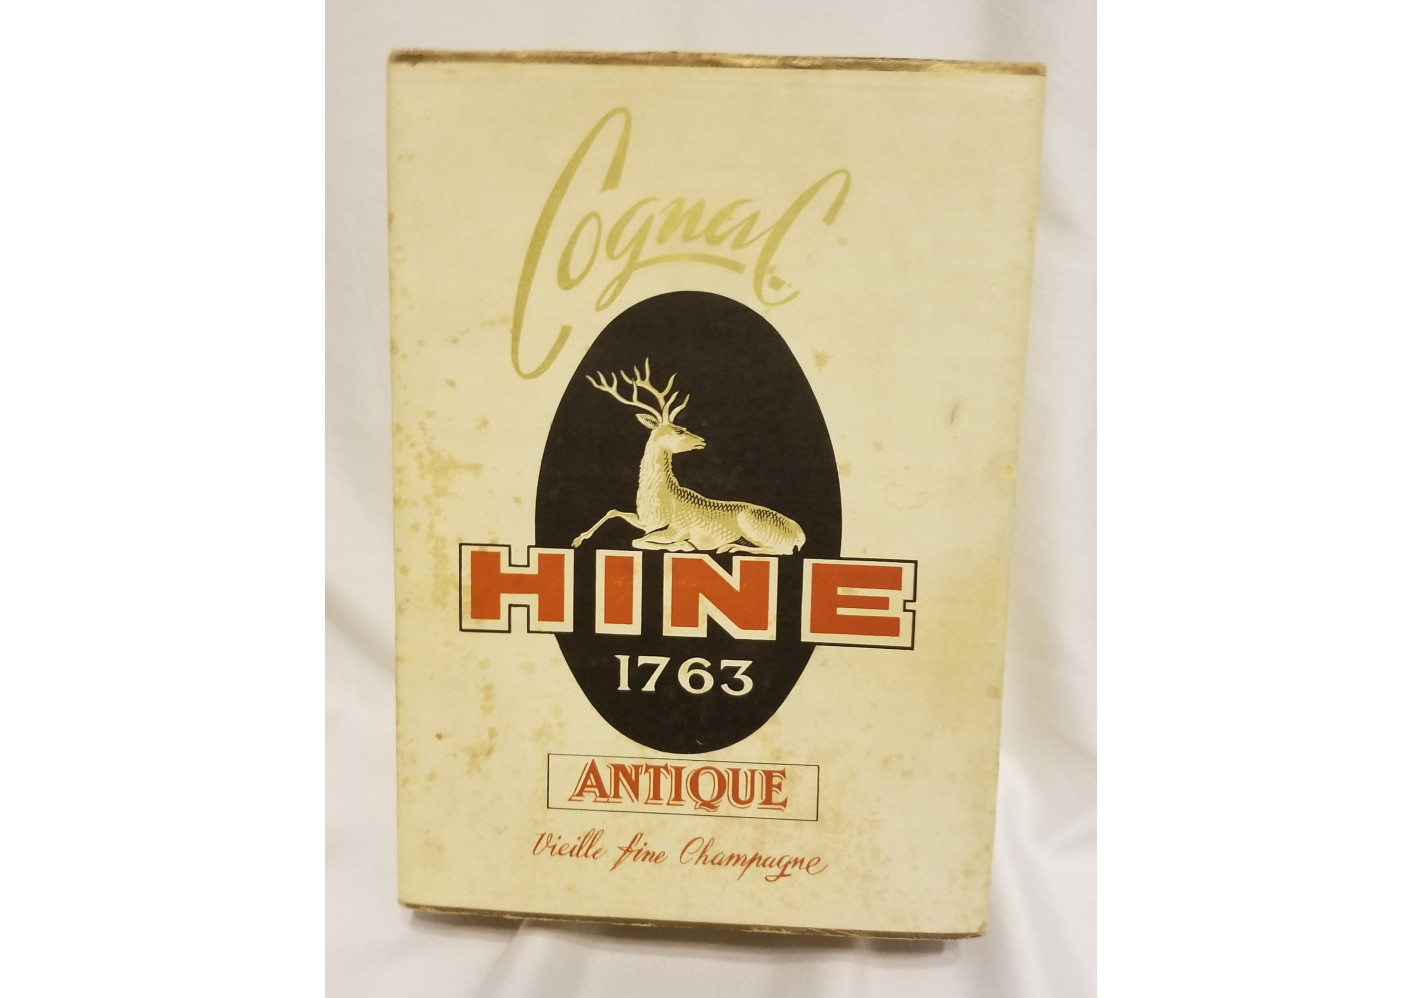 Cognac
HINE
1763
ANTIQUE
Vieille fine Champagne